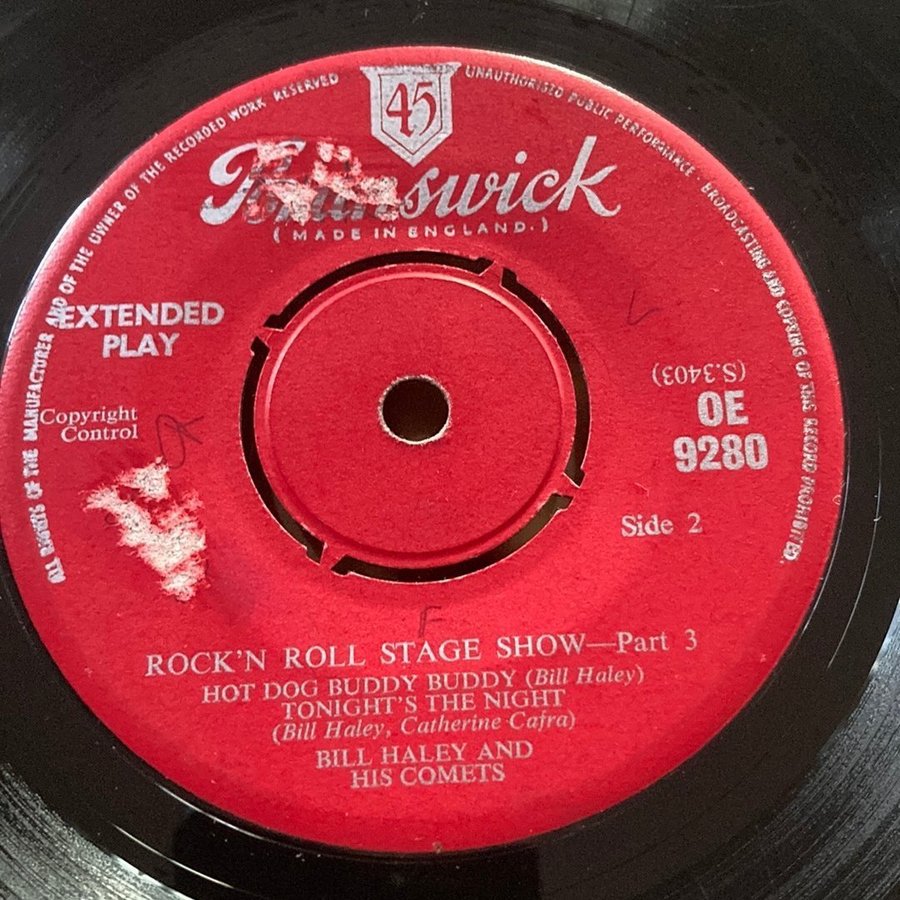 ALL RIGHTS OF THE MANUFACTURER AND OF THE OWNER OF THE RECORDED WORK RESERVED
UNAUTHORISED PUBLIC PERFORMANCE BROADCASTING AND COPYING OF THIS RECORD PROHIBITED.
45
Brunswick
(MADE IN ENGLAND.)
EXTENDED
PLAY
Copyright
Control
(S.3403)
OE
9280
Side 2
F
ROCK'N ROLL STAGE SHOW—Part 3
HOT DOG BUDDY BUDDY (Bill Haley)
TONIGHT'S THE NIGHT
(Bill Haley, Catherine Cafra)
BILL HALEY AND
HIS COMETS